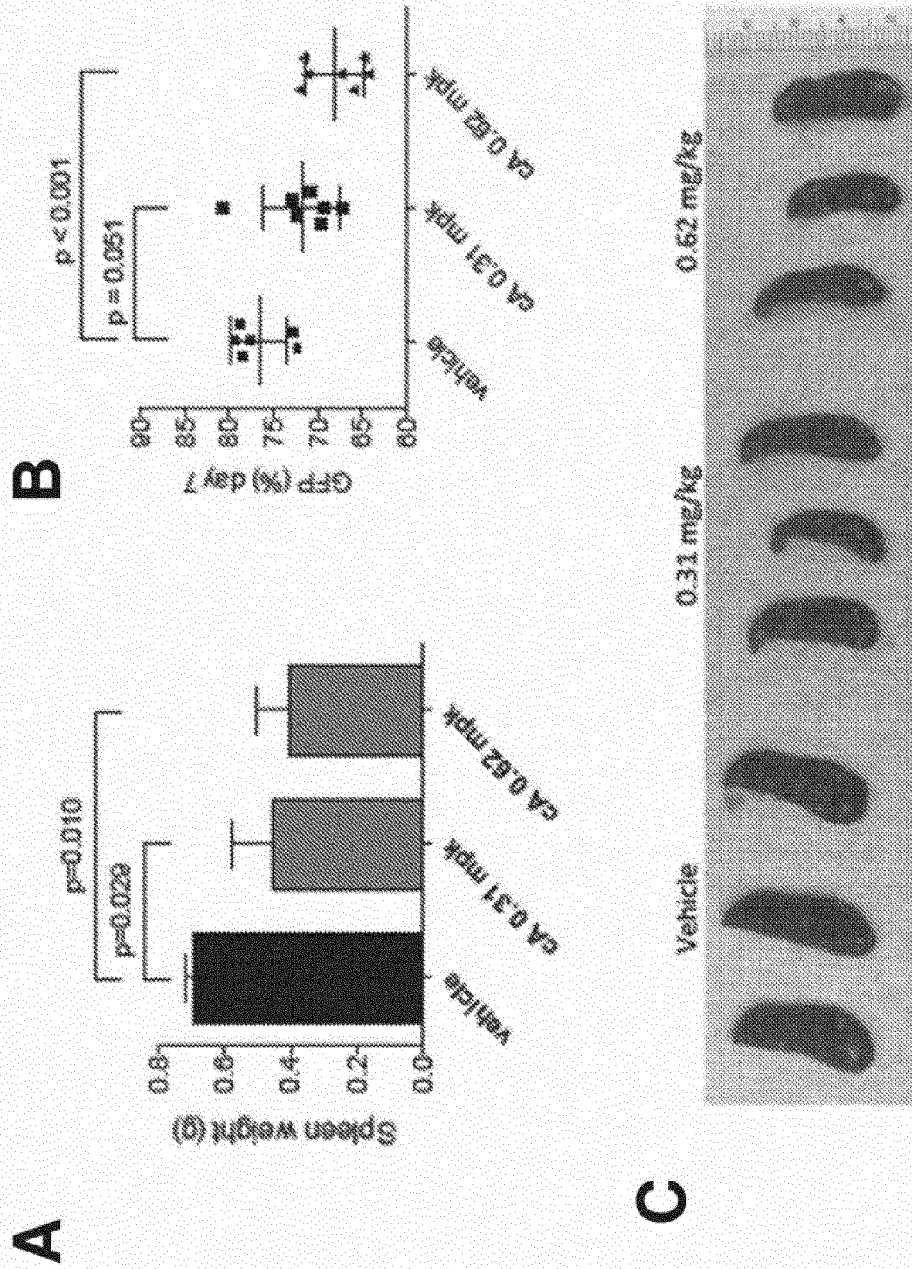 A
Spleen weight (g)
0.8
0.6
0.4
0.2
0.0
p=0.010
p=0.029
vehicle
cA 0.31 mpk
cA 0.62 mpk
B
GFP (%) day 7
90
85
80
75
70
65
60
p < 0.001
p = 0.051
vehicle
cA 0.31 mpk
cA 0.62 mpk
C
Vehicle
0.31 mg/kg
0.62 mg/kg